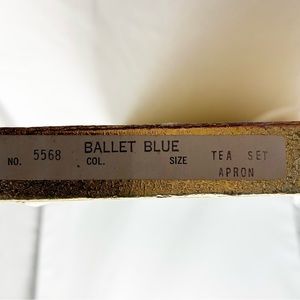 NO. 5568 BALLET BLUE TEA SET
COL. SIZE APRON